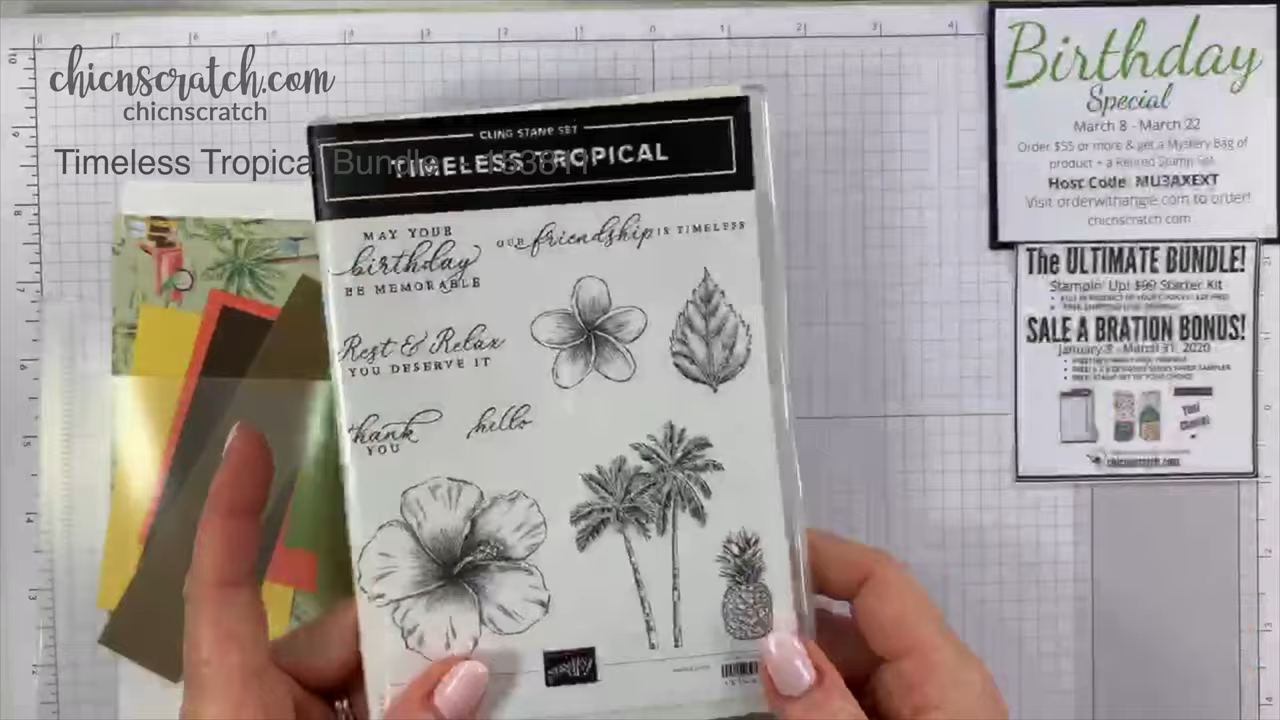 chicnscratch.com
chicnscratch
Timeless Tropical Bundle - 153811
CLING STAMP SET
TIMELESS TROPICAL
MAY YOUR
birthday
BE MEMORABLE
OUR friendship IS TIMELESS
Rest & Relax
YOU DESERVE IT
thank
YOU
hello
Birthday
Special
March 8 - March 22
Order $55 or more & get a Mystery Bag of
product + a Retired Stamp Set
Host Code: MU3AXEXT
Visit orderwithangie.com to order!
chicnscratch.com
The ULTIMATE BUNDLE!
Stampin' Up! $99 Starter Kit
SALE A BRATION BONUS!
January 3 - March 31, 2020
chicnscratch.com